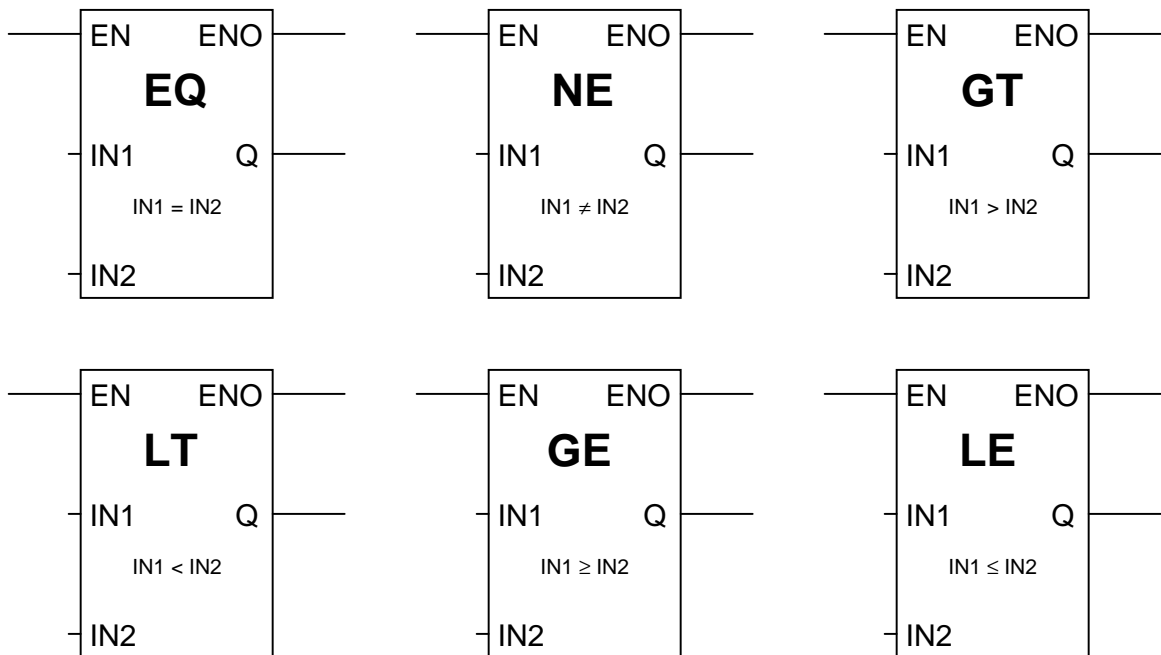 EN ENO
EQ
IN1 Q
IN1 = IN2
IN2
EN ENO
NE
IN1 Q
IN1 ≠ IN2
IN2
EN ENO
GT
IN1 Q
IN1 > IN2
IN2
EN ENO
LT
IN1 Q
IN1 < IN2
IN2
EN ENO
GE
IN1 Q
IN1 ≥ IN2
IN2
EN ENO
LE
IN1 Q
IN1 ≤ IN2
IN2